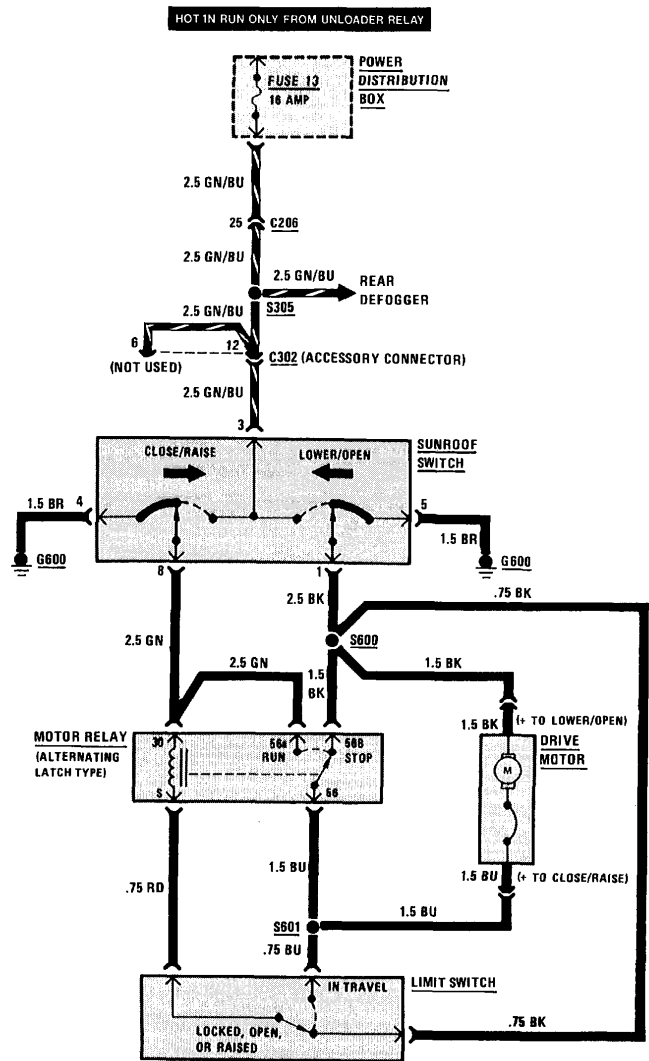 HOT IN RUN ONLY FROM UNLOADER RELAY
POWER
DISTRIBUTION
BOX
FUSE 13
16 AMP
2.5 GN/BU
25
C206
2.5 GN/BU
2.5 GN/BU
REAR
DEFOGGER
S305
2.5 GN/BU
6
12
(NOT USED)
C302 (ACCESSORY CONNECTOR)
2.5 GN/BU
3
SUNROOF
SWITCH
CLOSE/RAISE
LOWER/OPEN
1.5 BR
4
5
1.5 BR
G600
G600
8
1
2.5 BK
.75 BK
2.5 GN
S600
2.5 GN
1.5
BK
1.5 BK
1.5 BK
(+ TO LOWER/OPEN)
MOTOR RELAY
(ALTERNATING
LATCH TYPE)
30
56a
RUN
56B
STOP
DRIVE
MOTOR
M
S
56
1.5 BU
(+ TO CLOSE/RAISE)
.75 RD
1.5 BU
1.5 BU
S601
.75 BU
IN TRAVEL
LIMIT SWITCH
LOCKED, OPEN,
OR RAISED
.75 BK